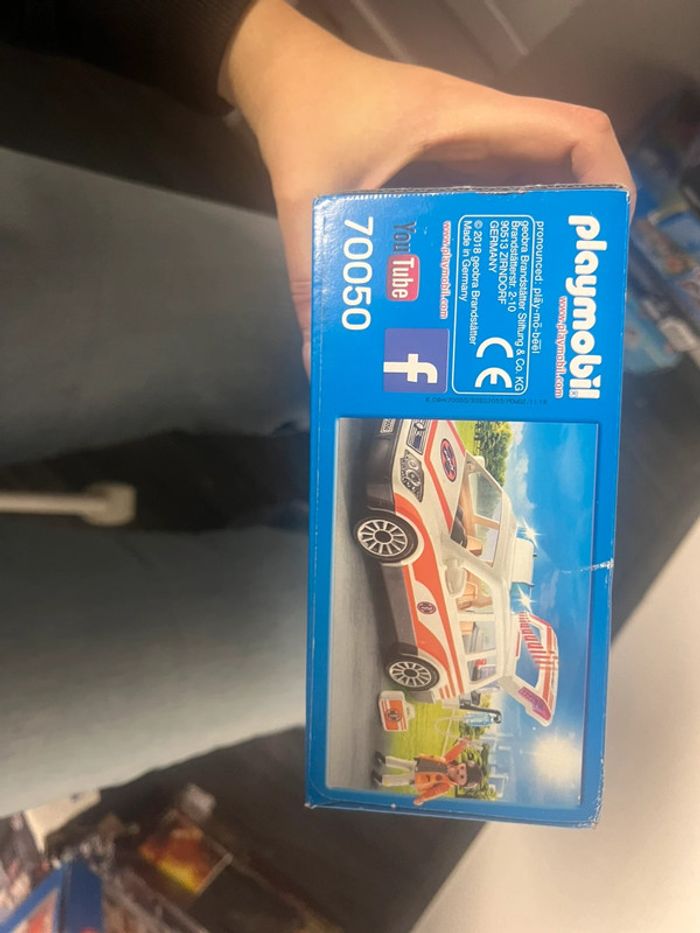 playmobil
www.playmobil.com
pronounced: plāy-mō-bēēl
geobra Brandstätter Stiftung & Co. KG
Brandstätterstr. 2-10
90513 ZIRNDORF
GERMANY
© 2018 geobra Brandstätter
Made in Germany
CE
www.playmobil.com
YouTube
f
70050